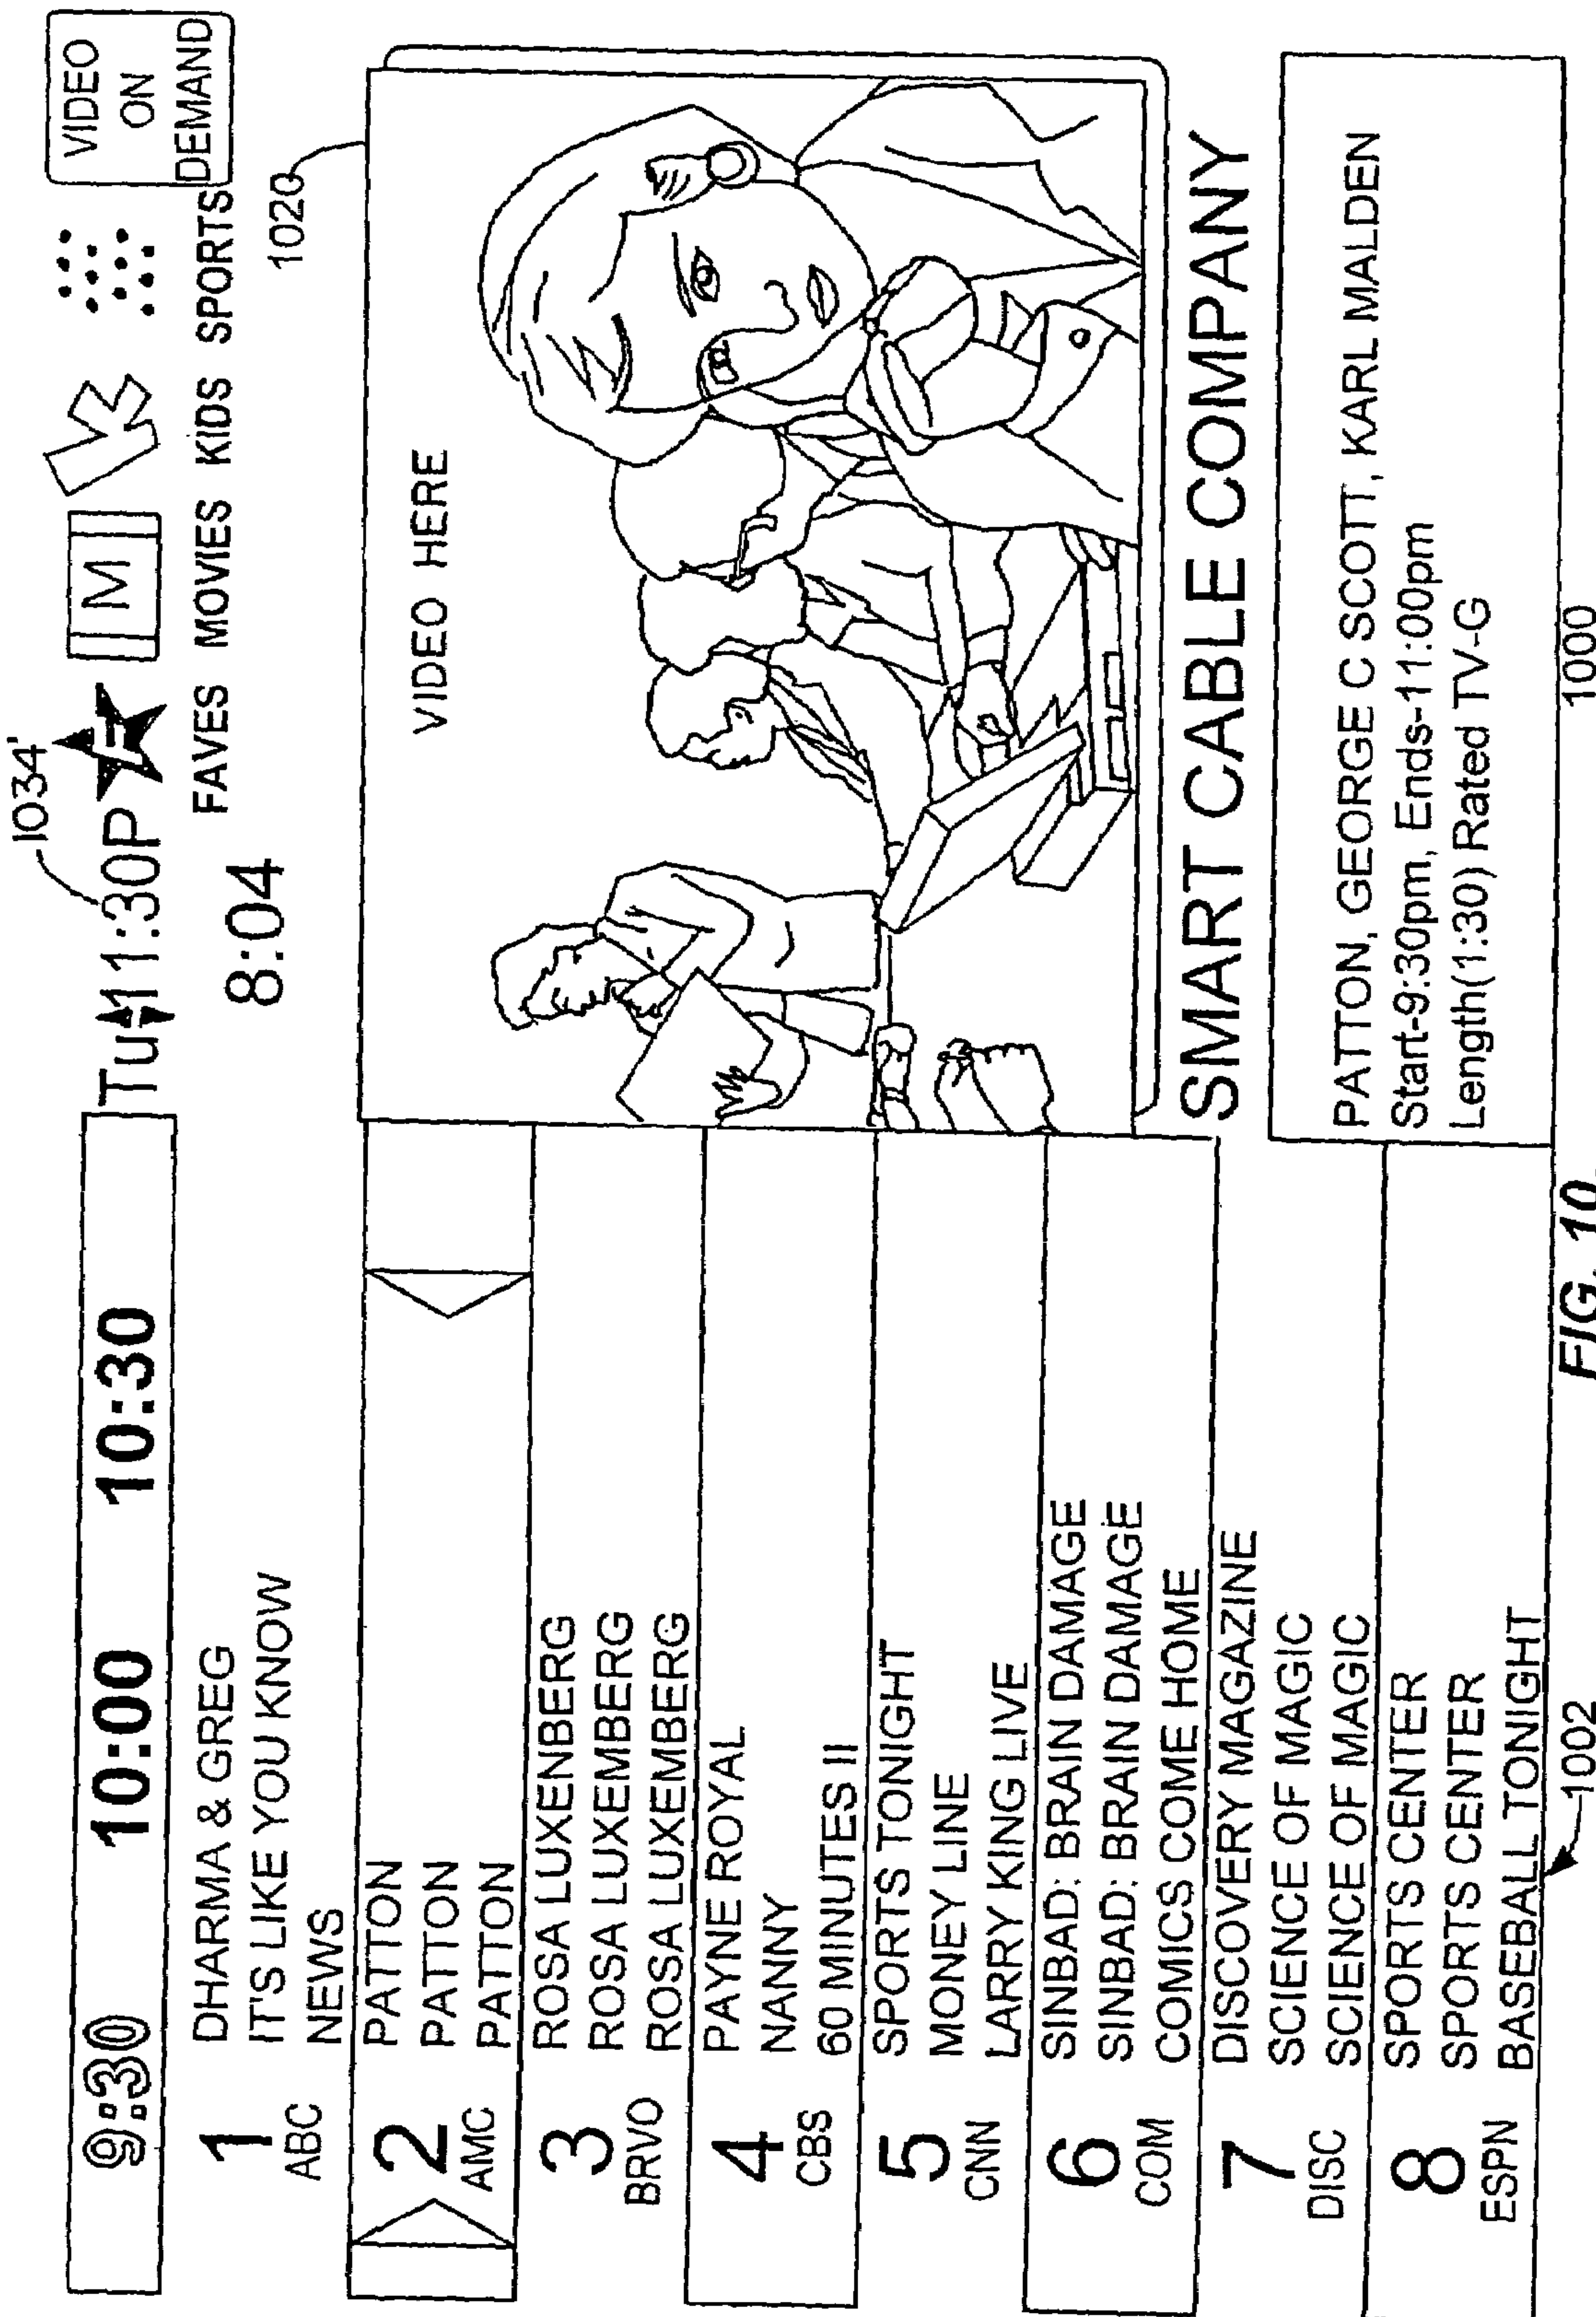 1034'
9:30 10:00 10:30
Tu 11:30P
F
M
K
VIDEO
ON
DEMAND
FAVES MOVIES KIDS SPORTS
8:04
1020
1
ABC
DHARMA & GREG
IT'S LIKE YOU KNOW
NEWS
2
AMC
PATTON
PATTON
PATTON
3
BRVO
ROSA LUXENBERG
ROSA LUXEMBERG
ROSA LUXEMBERG
4
CBS
PAYNE ROYAL
NANNY
60 MINUTES II
5
CNN
SPORTS TONIGHT
MONEY LINE
LARRY KING LIVE
6
COM
SINBAD: BRAIN DAMAGE
SINBAD: BRAIN DAMAGE
COMICS COME HOME
7
DISC
DISCOVERY MAGAZINE
SCIENCE OF MAGIC
SCIENCE OF MAGIC
8
ESPN
SPORTS CENTER
SPORTS CENTER
BASEBALL TONIGHT
VIDEO HERE
SMART CABLE COMPANY
PATTON, GEORGE C SCOTT, KARL MALDEN
Start-9:30pm, Ends-11:00pm
Length(1:30) Rated TV-G
1002
1000
FIG. 10